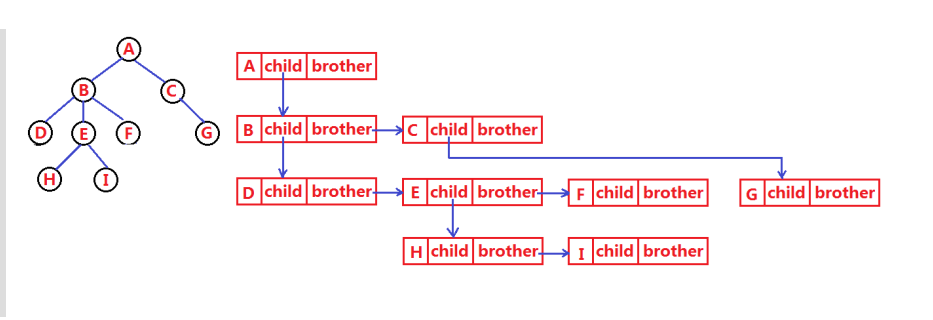 A
B C
D E F G
H I
A child brother
B child brother C child brother
D child brother E child brother F child brother G child brother
H child brother I child brother